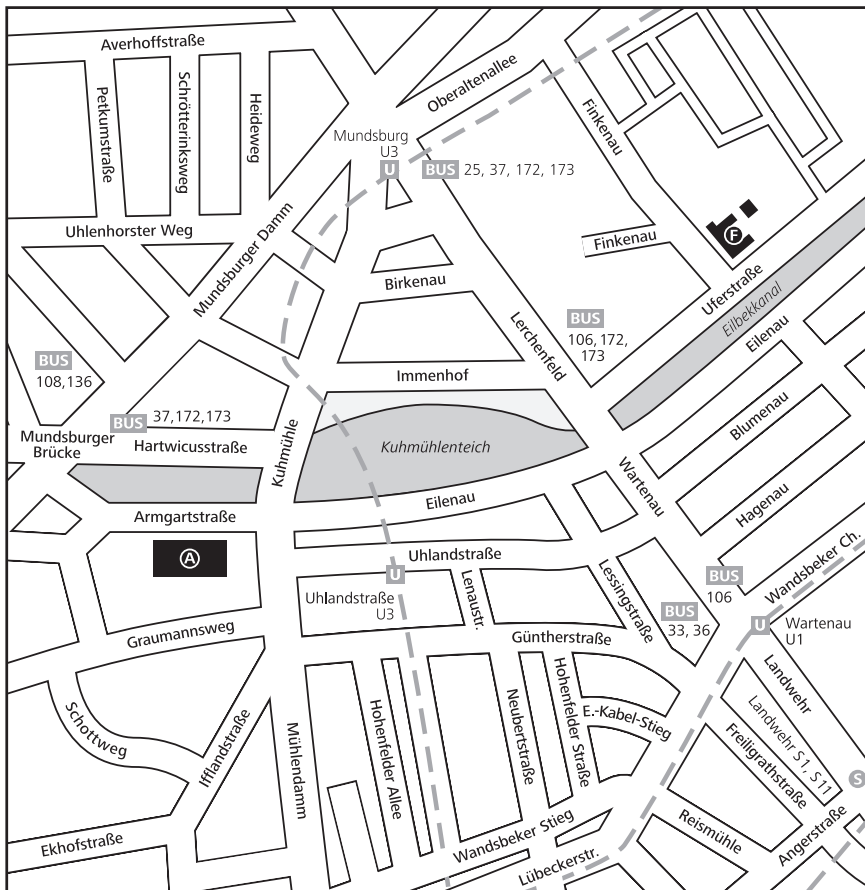 Averhoffstraße
Petkumstraße
Schrötteringksweg
Heideweg
Oberaltenallee
Finkenau
Mundsburg
U3
U
BUS 25, 37, 172, 173
Uhlenhorster Weg
Mundsburger Damm
Finkenau
F
Birkenau
Uferstraße
Eilbekkanal
Lerchenfeld
BUS
106,172,
173
Eilenau
BUS
108,136
Immenhof
Blumenau
BUS 37,172,173
Mundsburger
Brücke
Hartwicusstraße
Kuhmühle
Kuhmühlenteich
Wartenau
Hagenau
Eilenau
Armgartstraße
A
Uhlandstraße
U
Uhlandstraße
U3
Lenaustr.
Lessingstraße
BUS
106
Wandsbeker Ch.
BUS
33, 36
U
Wartenau
U1
Graumannsweg
Güntherstraße
Landwehr
Landwehr S1, S11
S
Schottweg
Ifflandstraße
Mühlendamm
Hohenfelder Allee
Neubertstraße
Hohenfelder Straße
E.-Kabel-Stieg
Freiligrathstraße
Ekhofstraße
Wandsbeker Stieg
Lübeckerstr.
Reismühle
Angerstraße